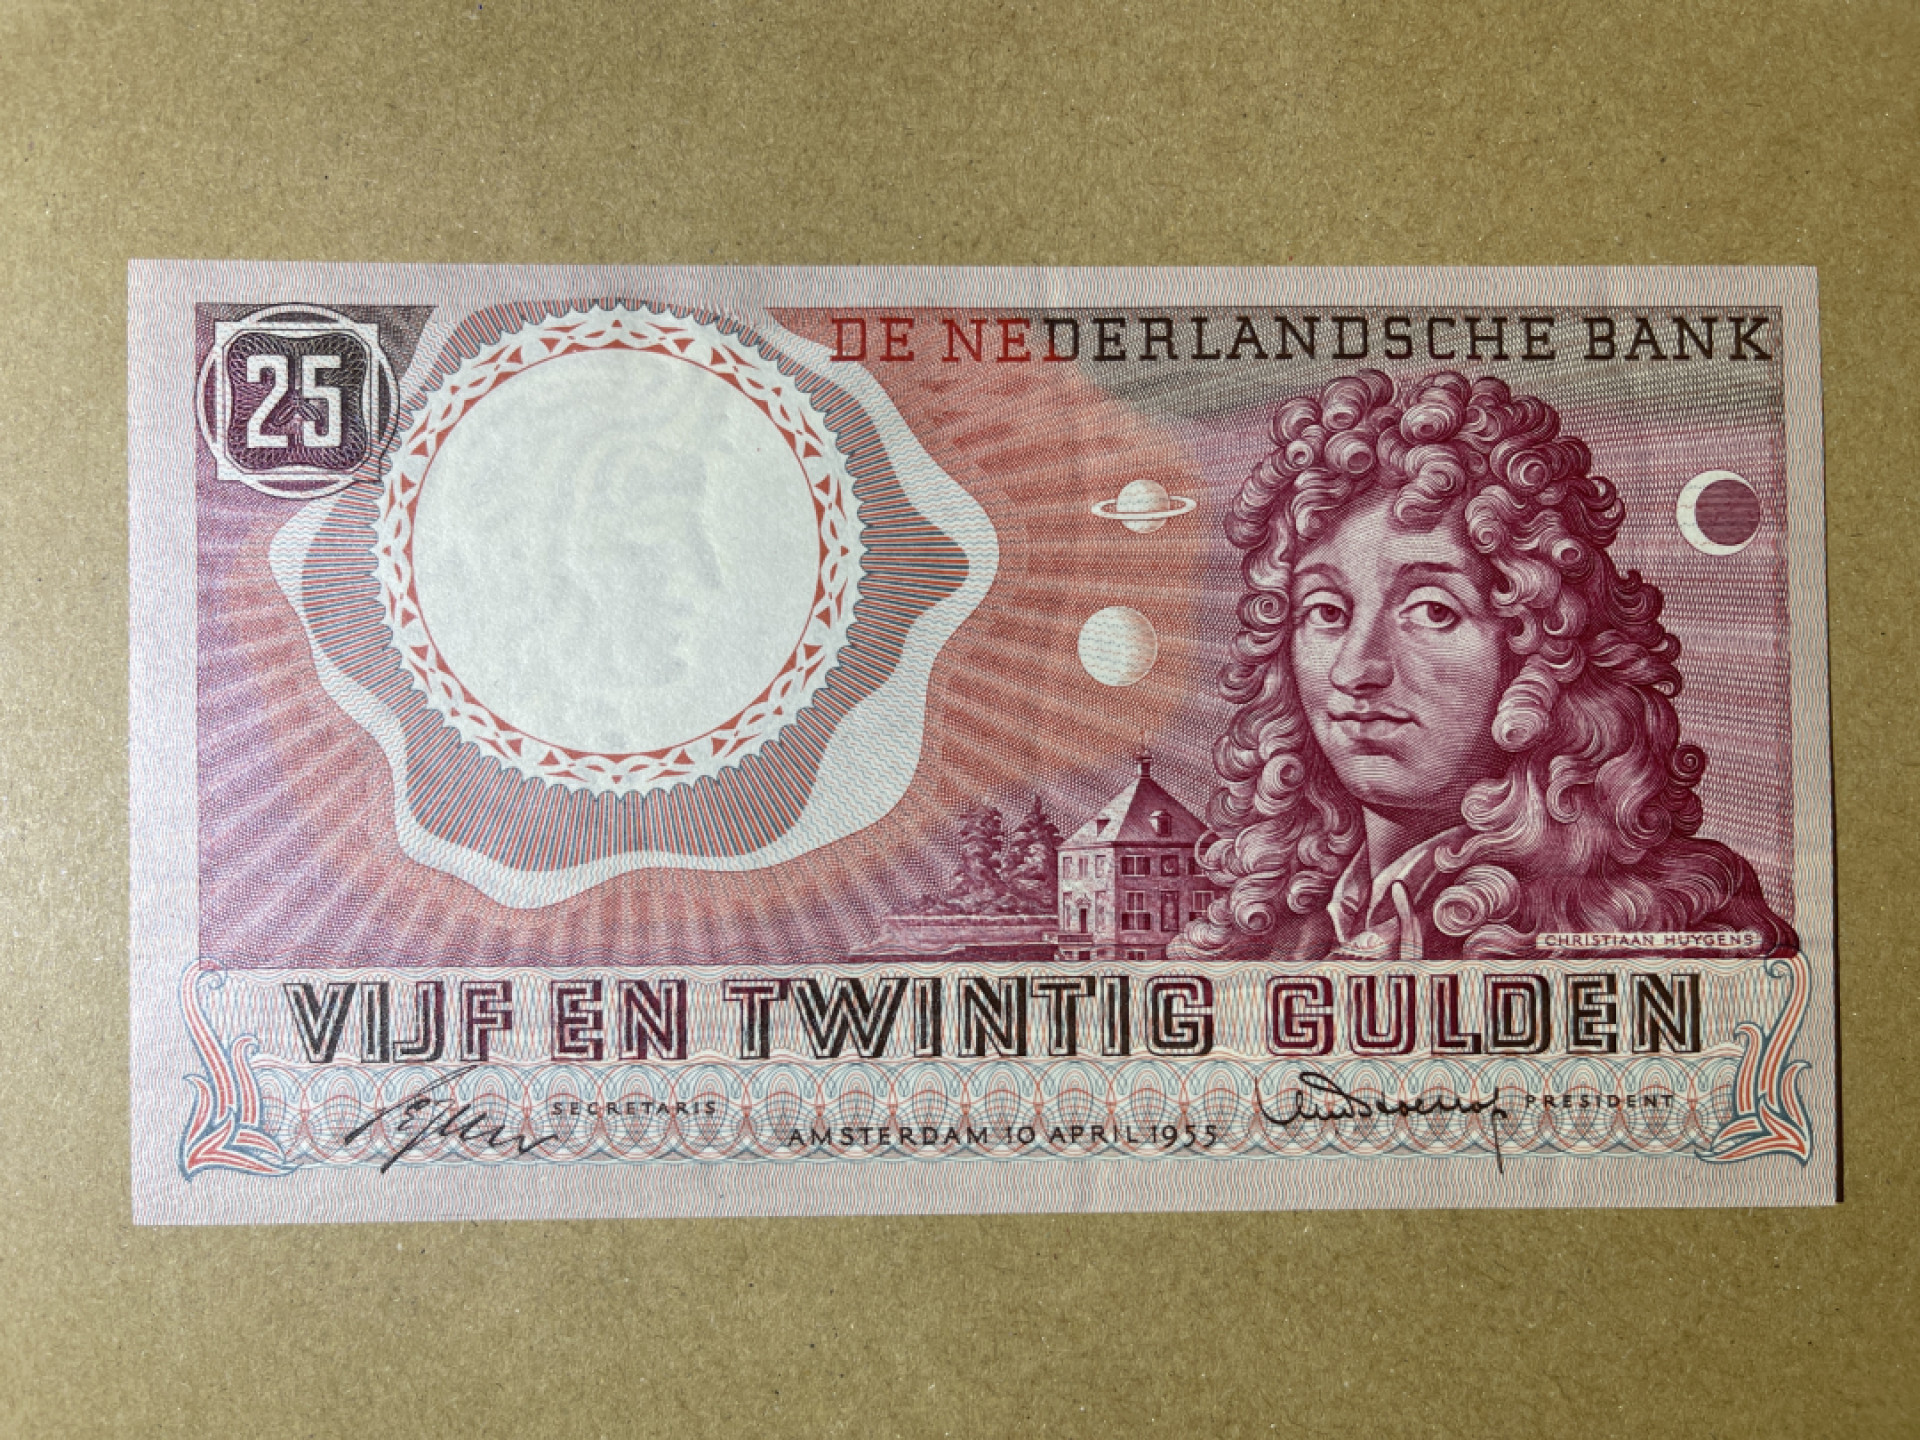 25
DE NEDERLANDSCHE BANK
CHRISTIAAN HUYGENS
VIJF EN TWINTIG GULDEN
SECRETARIS
AMSTERDAM 10 APRIL 1955
PRESIDENT